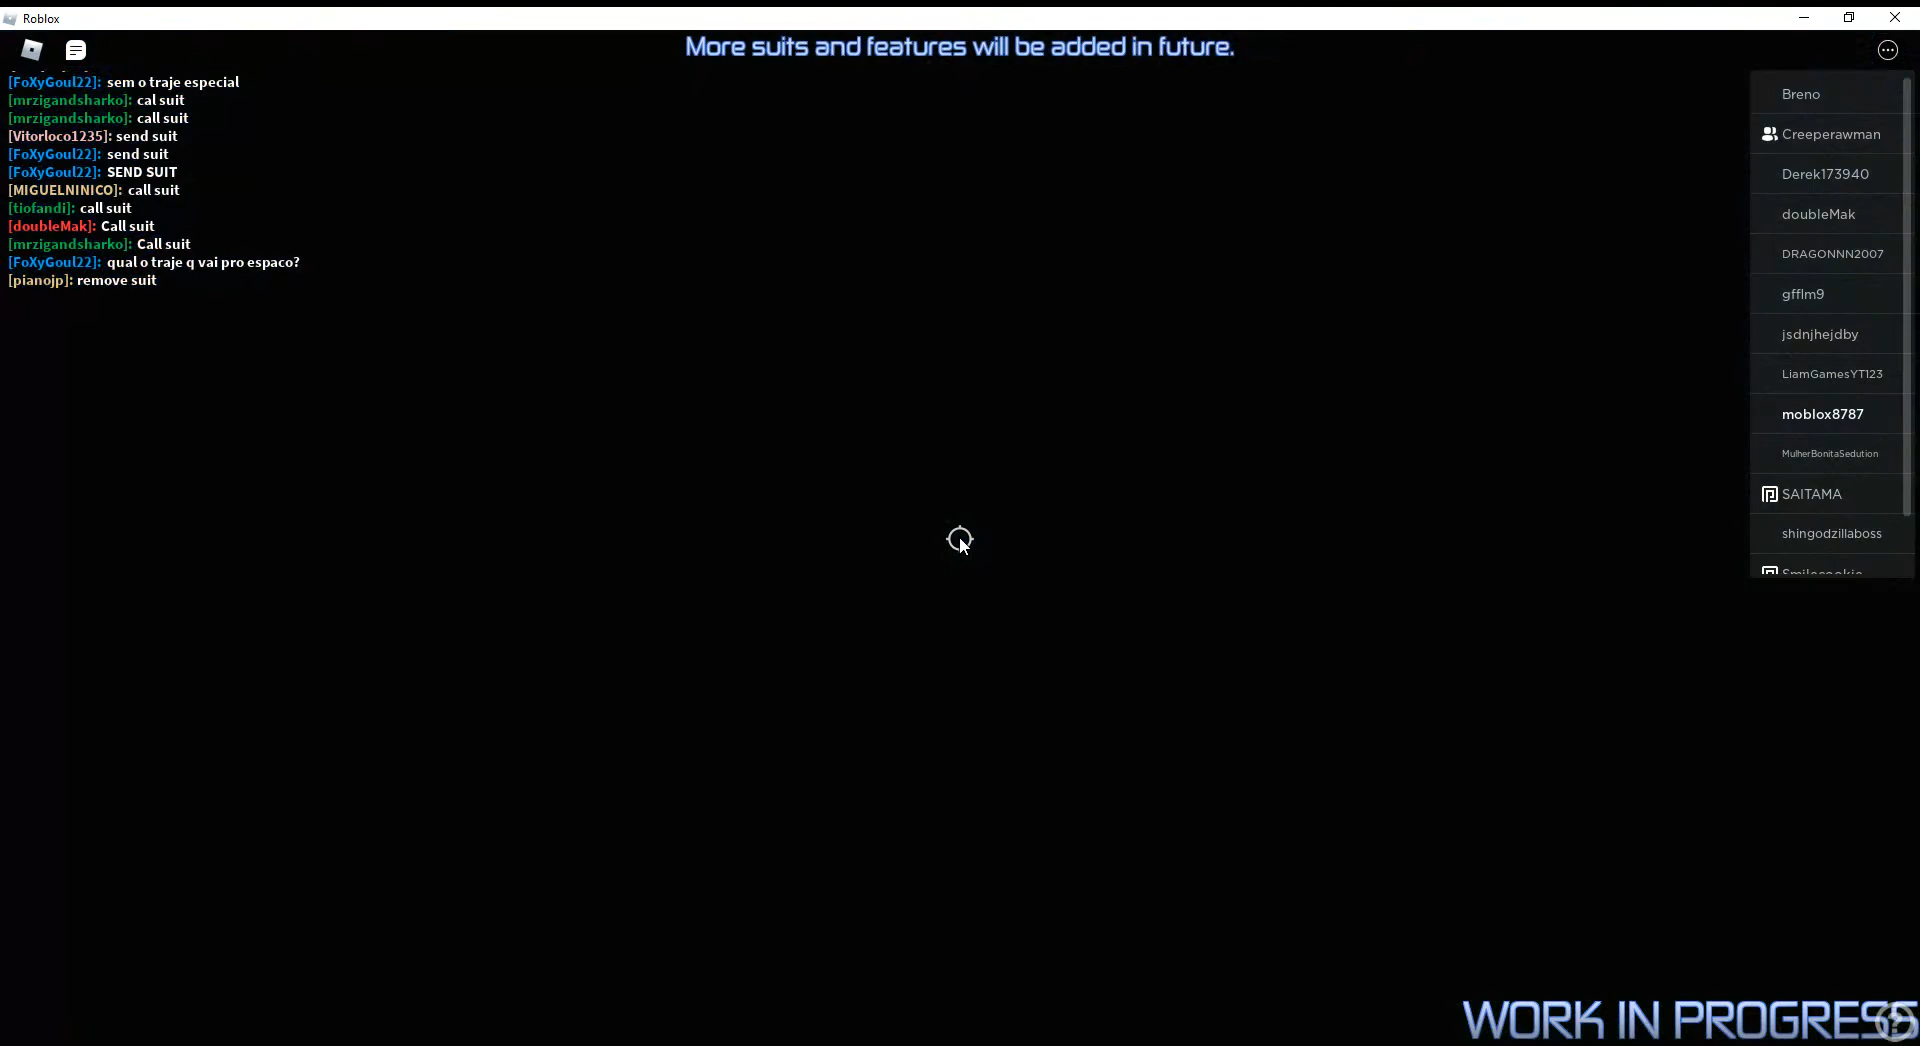 Roblox
More suits and features will be added in future.
[FoXyGoul22]: sem o traje especial
[mrzigandsharko]: cal suit
[mrzigandsharko]: call suit
[Vitorloco1235]: send suit
[FoXyGoul22]: send suit
[FoXyGoul22]: SEND SUIT
[MIGUELNINICO]: call suit
[tiofandi]: call suit
[doubleMak]: Call suit
[mrzigandsharko]: Call suit
[FoXyGoul22]: qual o traje q vai pro espaco?
[pianojp]: remove suit
Breno
Creeperawman
Derek173940
doubleMak
DRAGONNN2007
gfflm9
jsdnjhejdby
LiamGamesYT123
moblox8787
MulherBonitaSedution
SAITAMA
shingodzillaboss
WORK IN PROGRESS